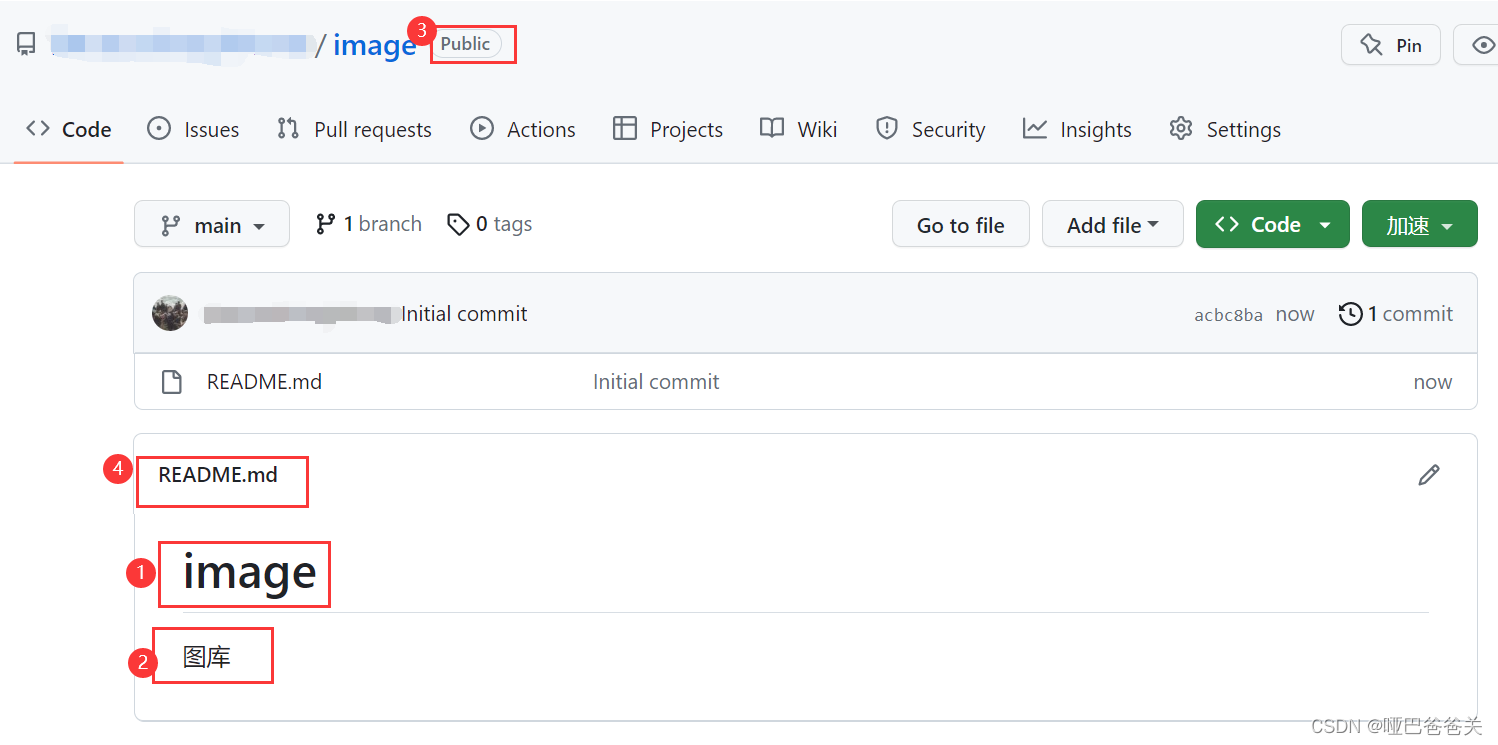 / image Public 3 Pin
Code Issues Pull requests Actions Projects Wiki Security Insights Settings
main 1 branch 0 tags Go to file Add file Code 加速
Initial commit acbc8ba now 1 commit
README.md Initial commit now
4 README.md
1 image
2 图库
CSDN @哑巴爸爸关